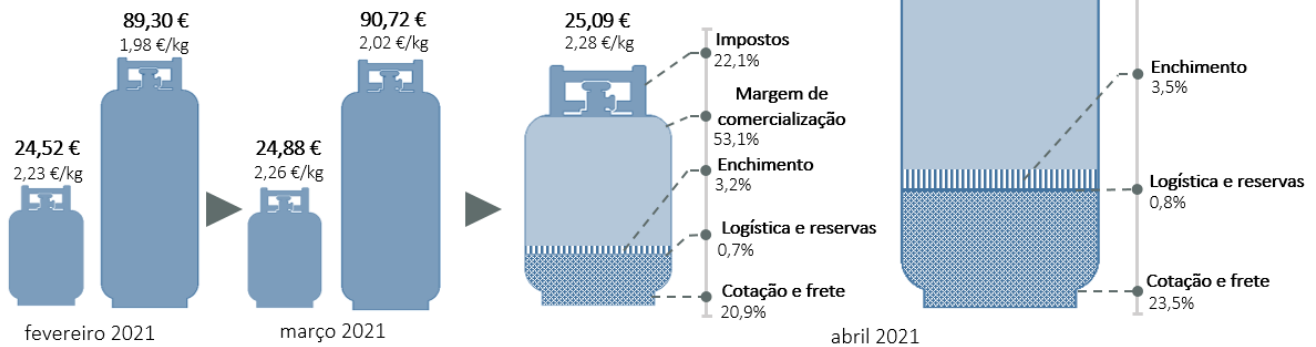 89,30 €
1,98 €/kg
24,52 €
2,23 €/kg
fevereiro 2021
90,72 €
2,02 €/kg
24,88 €
2,26 €/kg
março 2021
25,09 €
2,28 €/kg
Impostos
22,1%
Margem de
comercialização
53,1%
Enchimento
3,2%
Logística e reservas
0,7%
Cotação e frete
20,9%
Enchimento
3,5%
Logística e reservas
0,8%
Cotação e frete
23,5%
abril 2021